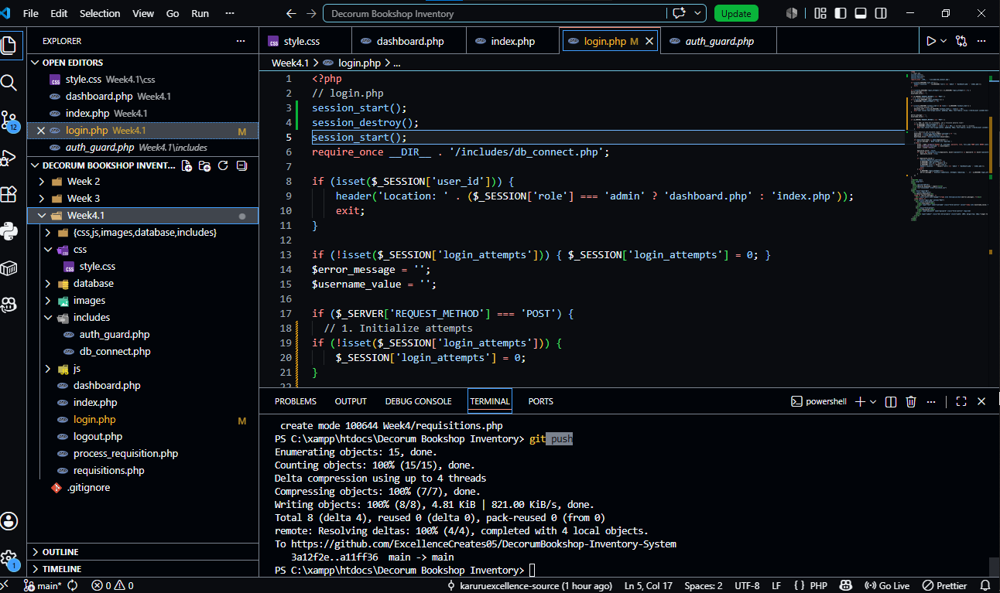 File Edit Selection View Go Run ···
Decorum Bookshop Inventory
Update
EXPLORER ···
OPEN EDITORS
style.css Week4.1\css
dashboard.php Week4.1
index.php Week4.1
login.php Week4.1 M
auth_guard.php Week4.1\includes
DECORUM BOOKSHOP INVENT...
Week 2
Week 3
Week4.1
{css,js,images,database,includes}
css
style.css
database
images
includes
auth_guard.php
db_connect.php
js
dashboard.php
index.php
login.php M
logout.php
process_requisition.php
requisitions.php
.gitignore
OUTLINE
TIMELINE
12
1
style.css dashboard.php index.php login.php M auth_guard.php
Week4.1 > login.php > ...
1 <?php
2 // login.php
3 session_start();
4 session_destroy();
5 session_start();
6 require_once __DIR__ . '/includes/db_connect.php';
7
8 if (isset($_SESSION['user_id'])) {
9 header('Location: ' . ($_SESSION['role'] === 'admin' ? 'dashboard.php' : 'index.php'));
10 exit;
11 }
12
13 if (!isset($_SESSION['login_attempts'])) { $_SESSION['login_attempts'] = 0; }
14 $error_message = '';
15 $username_value = '';
16
17 if ($_SERVER['REQUEST_METHOD'] === 'POST') {
18 // 1. Initialize attempts
19 if (!isset($_SESSION['login_attempts'])) {
20 $_SESSION['login_attempts'] = 0;
21 }
22
PROBLEMS OUTPUT DEBUG CONSOLE TERMINAL PORTS
powershell
create mode 100644 Week4/requisitions.php
PS C:\xampp\htdocs\Decorum Bookshop Inventory> git push
Enumerating objects: 15, done.
Counting objects: 100% (15/15), done.
Delta compression using up to 4 threads
Compressing objects: 100% (7/7), done.
Writing objects: 100% (8/8), 4.81 KiB | 821.00 KiB/s, done.
Total 8 (delta 4), reused 0 (delta 0), pack-reused 0 (from 0)
remote: Resolving deltas: 100% (4/4), completed with 4 local objects.
To https://github.com/ExcellenceCreates05/DecorumBookshop-Inventory-System
3a12f2e..a11ff36 main -> main
PS C:\xampp\htdocs\Decorum Bookshop Inventory>
main* 0 0 karuruexcellence-source (1 hour ago) Ln 5, Col 17 Spaces: 2 UTF-8 LF { } PHP Go Live Prettier